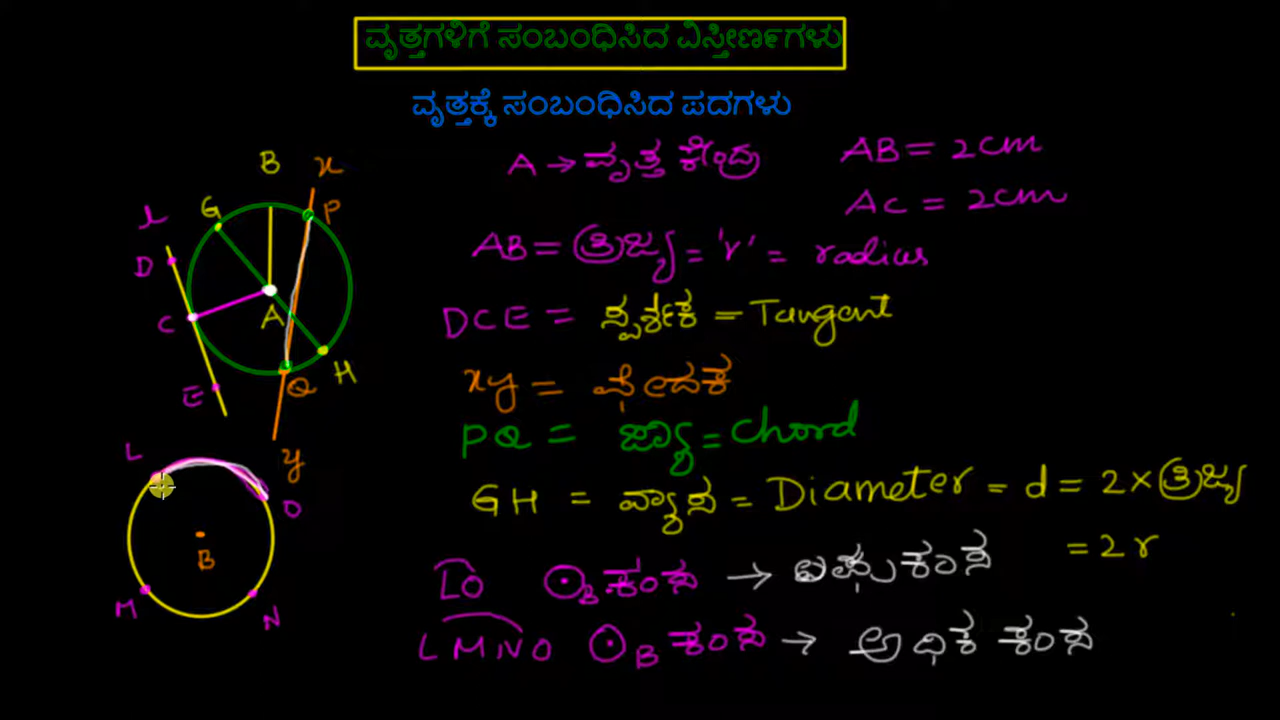 ವೃತ್ತಗಳಿಗೆ ಸಂಬಂಧಿಸಿದ ವಿಸ್ತೀರ್ಣಗಳು
ವೃತ್ತಕ್ಕೆ ಸಂಬಂಧಿಸಿದ ಪದಗಳು
A → ವೃತ್ತ ಕೇಂದ್ರ
AB = 2cm
AC = 2cm
AB = ತ್ರಿಜ್ಯ = 'r' = radius
DCE = ಸ್ಪರ್ಶಕ = Tangent
xy = ಛೇದಕ
PQ = ಜ್ಯಾ = chord
GH = ವ್ಯಾಸ = Diameter = d = 2 × ತ್ರಿಜ್ಯ
= 2r
LO ⊙B ಕಂಸ → ಲಘು ಕಂಸ
LMNO ⊙B ಕಂಸ → ಅಧಿಕ ಕಂಸ
B
x
G
P
l
D
C
A
H
E
Q
y
L
O
B
M
N